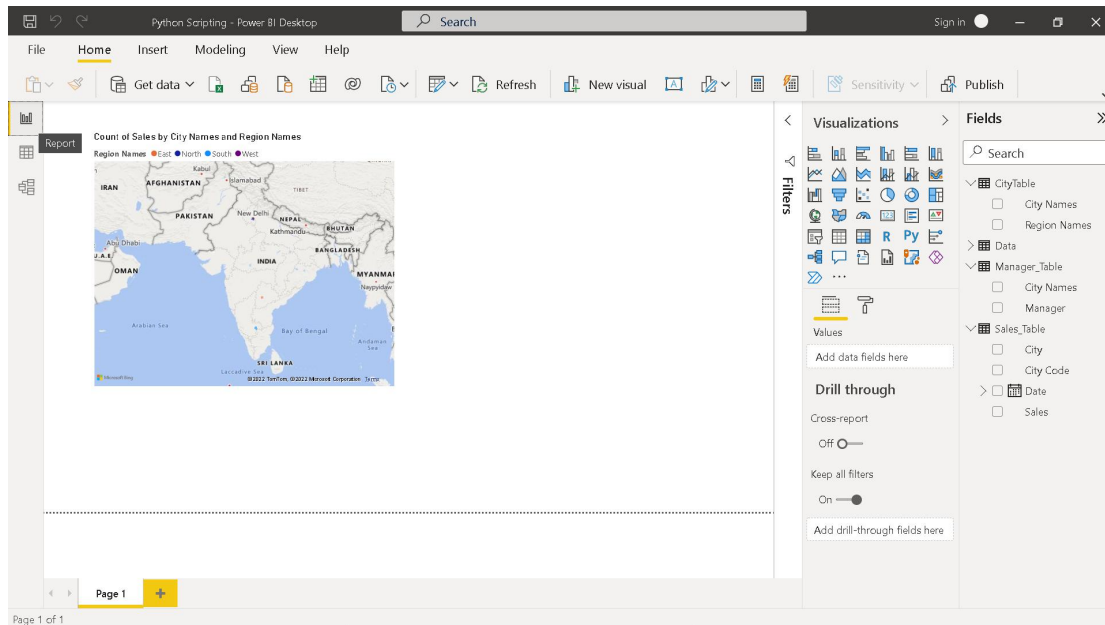 Python Scripting - Power BI Desktop
Search
Sign in
File Home Insert Modeling View Help
Get data
Refresh
New visual
A
Sensitivity
Publish
Report
Count of Sales by City Names and Region Names
Region Names East North South West
IRAN
AFGHANISTAN
Kabul
Islamabad
TIBET
PAKISTAN
New Delhi
NEPAL
Kathmandu
BHUTAN
Abu Dhabi
U.A.E.
BANGLADESH
OMAN
INDIA
MYANMAR
Naypyidaw
Arabian Sea
Bay of Bengal
Andaman
Sea
SRI LANKA
Laccadive Sea
Microsoft Bing
©2022 TomTom, ©2022 Microsoft Corporation Terms
Filters
Visualizations
123
R Py
Values
Add data fields here
Drill through
Cross-report
Off
Keep all filters
On
Add drill-through fields here
Fields
Search
CityTable
City Names
Region Names
Data
Manager_Table
City Names
Manager
Sales_Table
City
City Code
Date
Sales
Page 1
Page 1 of 1